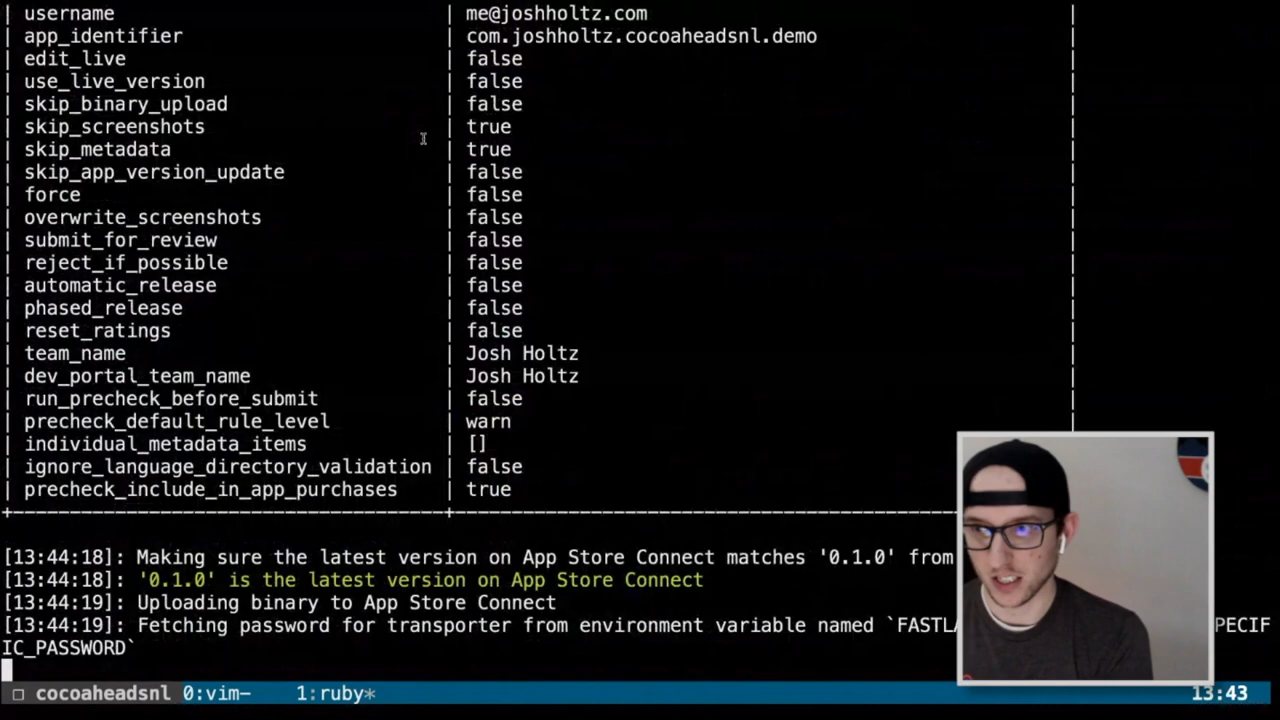 | username | me@joshholtz.com |
| app_identifier | com.joshholtz.cocoaheadsnl.demo |
| edit_live | false |
| use_live_version | false |
| skip_binary_upload | false |
| skip_screenshots | true |
| skip_metadata | true |
| skip_app_version_update | false |
| force | false |
| overwrite_screenshots | false |
| submit_for_review | false |
| reject_if_possible | false |
| automatic_release | false |
| phased_release | false |
| reset_ratings | false |
| team_name | Josh Holtz |
| dev_portal_team_name | Josh Holtz |
| run_precheck_before_submit | false |
| precheck_default_rule_level | warn |
| individual_metadata_items | [] |
| ignore_language_directory_validation | false |
| precheck_include_in_app_purchases | true |
[13:44:18]: Making sure the latest version on App Store Connect matches '0.1.0' from
[13:44:18]: '0.1.0' is the latest version on App Store Connect
[13:44:19]: Uploading binary to App Store Connect
[13:44:19]: Fetching password for transporter from environment variable named `FASTL PECIF
IC_PASSWORD`
□ cocoaheadsnl 0:vim- 1:ruby* 13:43